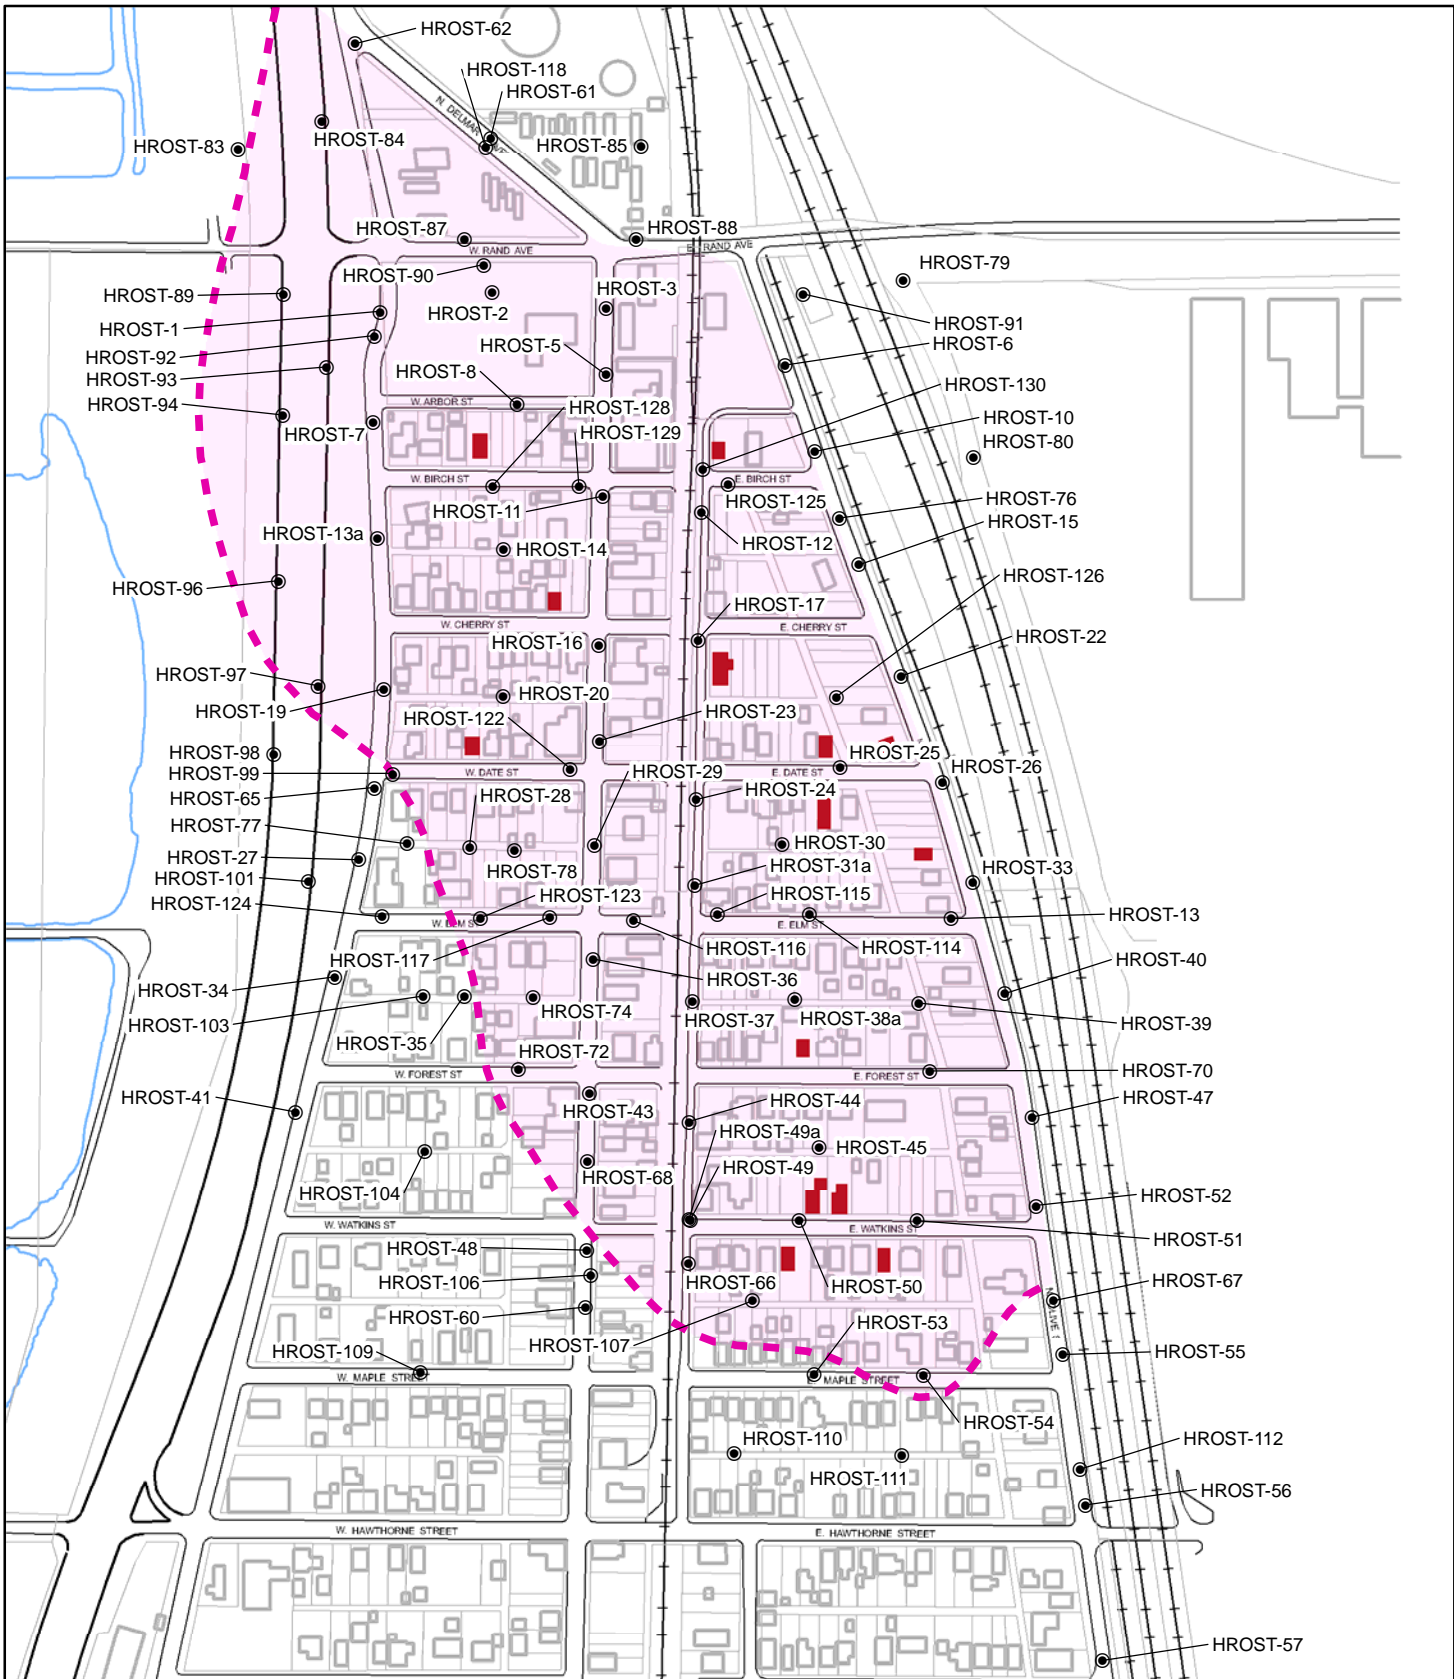 HROST-62
HROST-118
HROST-61
N. DELMAR
HROST-84
HROST-83
HROST-85
HROST-87
HROST-88
W. RAND AVE
E. RAND AVE
HROST-90
HROST-79
HROST-89
HROST-2
HROST-3
HROST-1
HROST-91
HROST-92
HROST-6
HROST-5
HROST-93
HROST-8
HROST-130
HROST-94
W. ARBOR ST
HROST-128
HROST-10
HROST-7
HROST-129
HROST-80
W. BIRCH ST
E. BIRCH ST
HROST-11
HROST-125
HROST-76
HROST-15
HROST-13a
HROST-12
HROST-14
HROST-126
HROST-96
W. CHERRY ST
HROST-17
E. CHERRY ST
HROST-16
HROST-22
HROST-97
HROST-20
HROST-19
HROST-23
HROST-122
HROST-98
HROST-25
HROST-99
W. DATE ST
HROST-29
E. DATE ST
HROST-26
HROST-65
HROST-28
HROST-24
HROST-77
HROST-30
HROST-27
HROST-78
HROST-31a
HROST-33
HROST-101
HROST-123
HROST-115
HROST-124
W. ELM ST
E. ELM ST
HROST-13
HROST-117
HROST-116
HROST-114
HROST-34
HROST-36
HROST-40
HROST-103
HROST-74
HROST-37
HROST-38a
HROST-39
HROST-35
HROST-72
W. FOREST ST
E. FOREST ST
HROST-70
HROST-41
HROST-43
HROST-44
HROST-47
HROST-49a
HROST-45
HROST-104
HROST-68
HROST-49
HROST-52
W. WATKINS ST
E. WATKINS ST
HROST-48
HROST-51
HROST-106
HROST-66
HROST-50
HROST-67
HROST-60
HROST-107
HROST-53
HROST-109
HROST-55
W. MAPLE STREET
E. MAPLE STREET
HROST-54
HROST-110
HROST-112
HROST-111
HROST-56
W. HAWTHORNE STREET
E. HAWTHORNE STREET
HROST-57